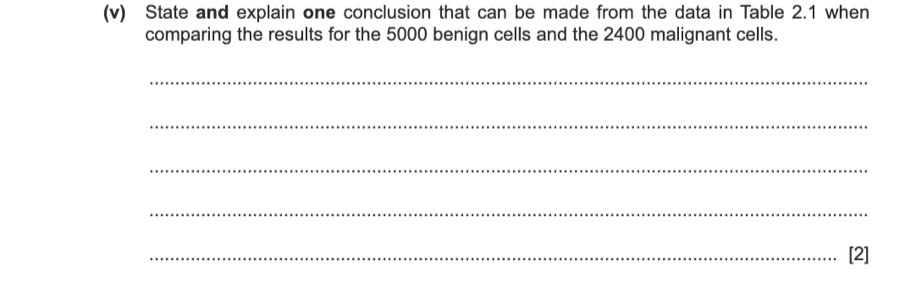 (v) State and explain one conclusion that can be made from the data in Table 2.1 when
comparing the results for the 5000 benign cells and the 2400 malignant cells.
[2]